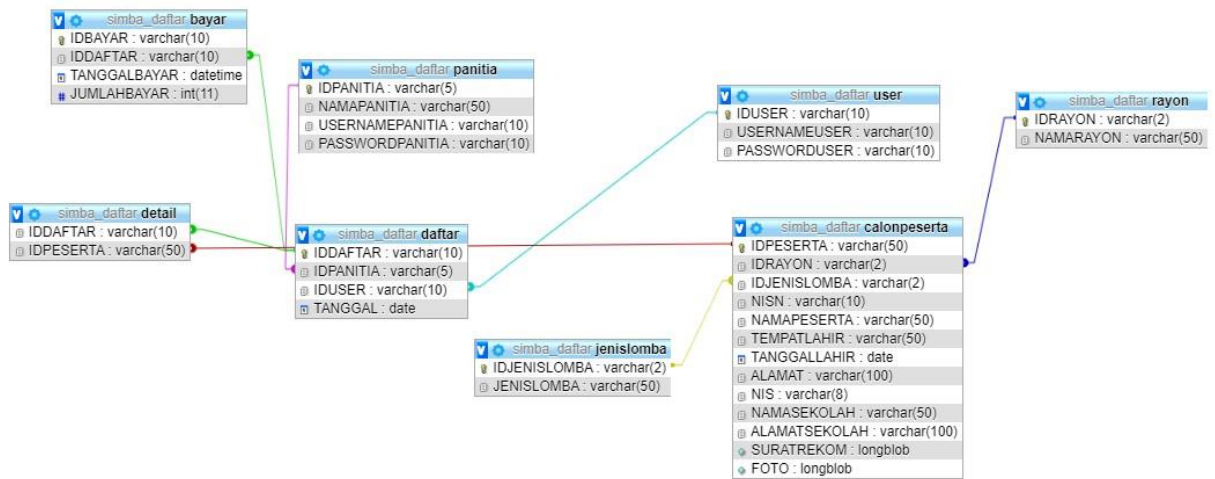 simba_daftar bayar
IDBAYAR : varchar(10)
IDDAFTAR : varchar(10)
TANGGALBAYAR : datetime
# JUMLAHBAYAR : int(11)
simba_daftar panitia
IDPANITIA : varchar(5)
NAMAPANITIA : varchar(50)
USERNAMEPANITIA : varchar(10)
PASSWORDPANITIA : varchar(10)
simba_daftar user
IDUSER : varchar(10)
USERNAMEUSER : varchar(10)
PASSWORDUSER : varchar(10)
simba_daftar rayon
IDRAYON : varchar(2)
NAMARAYON : varchar(50)
simba_daftar detail
IDDAFTAR : varchar(10)
IDPESERTA : varchar(50)
simba_daftar daftar
IDDAFTAR : varchar(10)
IDPANITIA : varchar(5)
IDUSER : varchar(10)
TANGGAL : date
simba_daftar calonpeserta
IDPESERTA : varchar(50)
IDRAYON : varchar(2)
IDJENISLOMBA : varchar(2)
NISN : varchar(10)
NAMAPESERTA : varchar(50)
TEMPATLAHIR : varchar(50)
TANGGALLAHIR : date
ALAMAT : varchar(100)
NIS : varchar(8)
NAMASEKOLAH : varchar(50)
ALAMATSEKOLAH : varchar(100)
SURATREKOM : longblob
FOTO : longblob
simba_daftar jenislomba
IDJENISLOMBA : varchar(2)
JENISLOMBA : varchar(50)